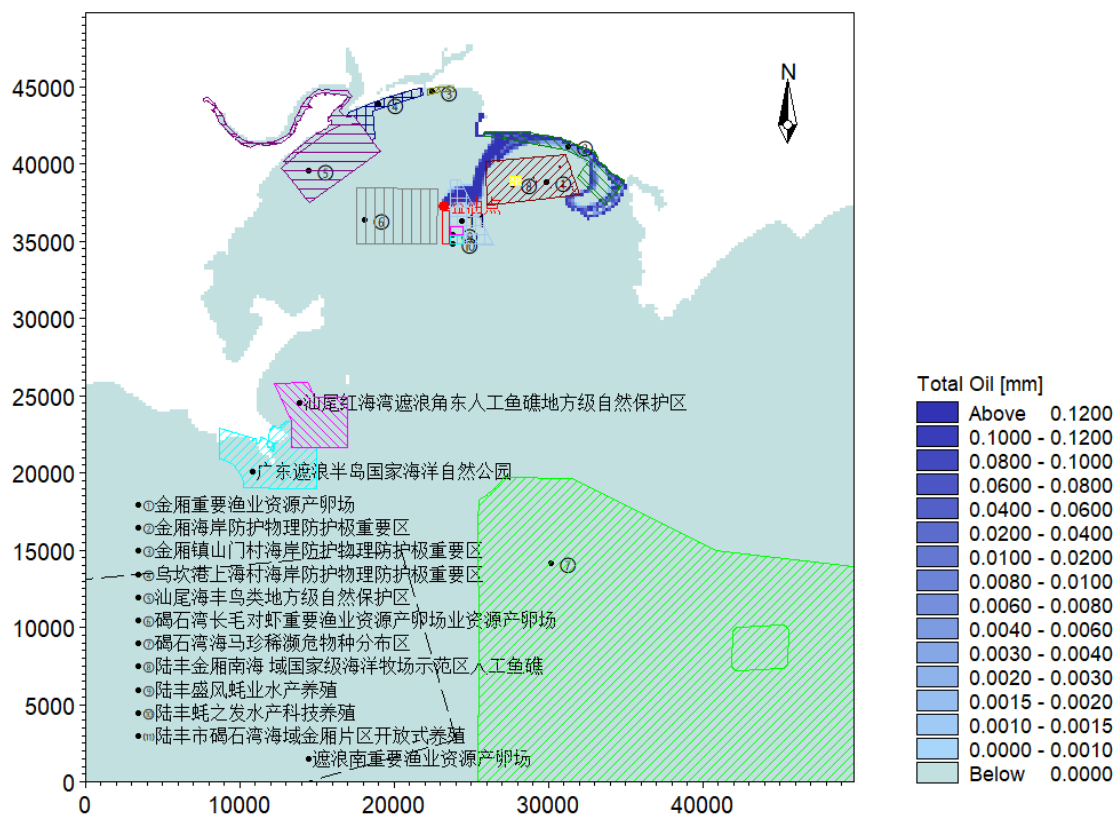 N
45000
40000
35000
30000
25000
20000
15000
10000
5000
0
0
10000
20000
30000
40000
③
④
②
⑤
⑧
①
⑥
溢油点
汕尾红海湾遮浪角东人工鱼礁地方级自然保护区
广东遮浪半岛国家海洋自然公园
⑦
①金厢重要渔业资源产卵场
②金厢海岸防护物理防护极重要区
③金厢镇山门村海岸防护物理防护极重要区
④乌坎港上海村海岸防护物理防护极重要区
⑤汕尾海丰鸟类地方级自然保护区
⑥碣石湾长毛对虾重要渔业资源产卵场业资源产卵场
⑦碣石湾海马珍稀濒危物种分布区
⑧陆丰金厢南海 域国家级海洋牧场示范区人工鱼礁
⑨陆丰盛风蚝业水产养殖
⑩陆丰蚝之发水产科技养殖
⑪陆丰市碣石湾海域金厢片区开放式养殖
遮浪南重要渔业资源产卵场
Total Oil [mm]
Above 0.1200
0.1000 - 0.1200
0.0800 - 0.1000
0.0600 - 0.0800
0.0400 - 0.0600
0.0200 - 0.0400
0.0100 - 0.0200
0.0080 - 0.0100
0.0060 - 0.0080
0.0040 - 0.0060
0.0030 - 0.0040
0.0020 - 0.0030
0.0015 - 0.0020
0.0010 - 0.0015
0.0000 - 0.0010
Below 0.0000